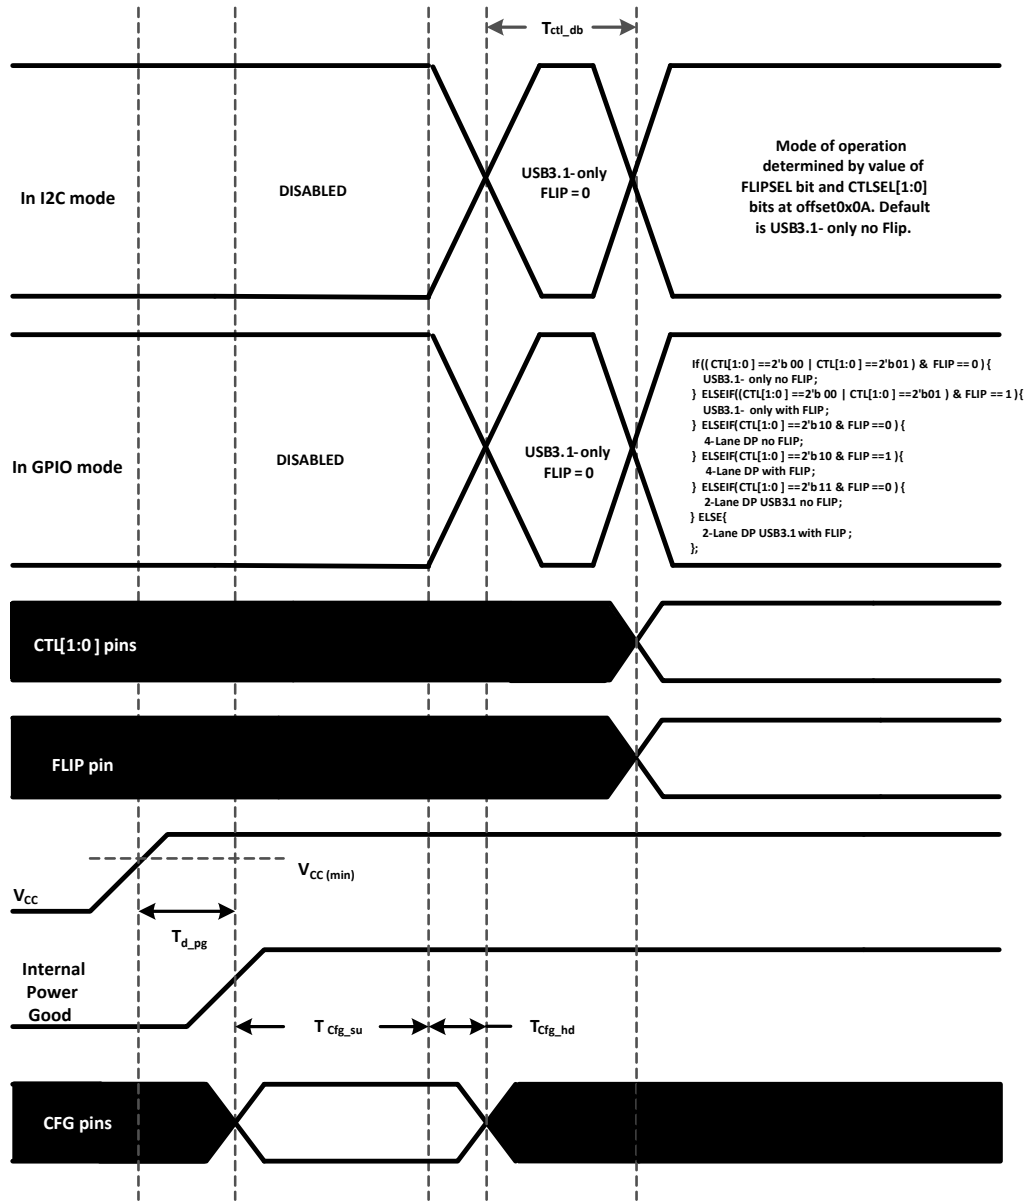 Tctl_db
In I2C mode
DISABLED
USB3.1- only
FLIP = 0
Mode of operation
determined by value of
FLIPSEL bit and CTLSEL[1:0]
bits at offset0x0A. Default
is USB3.1- only no Flip.
In GPIO mode
DISABLED
USB3.1- only
FLIP = 0
If(( CTL[1:0 ] ==2'b 00 | CTL[1:0 ] ==2'b01 ) & FLIP == 0 ) {
USB3.1- only no FLIP;
} ELSEIF((CTL[1:0 ] ==2'b 00 | CTL[1:0 ] ==2'b01 ) & FLIP == 1 ){
USB3.1- only with FLIP;
} ELSEIF(CTL[1:0 ] ==2'b 10 & FLIP ==0 ) {
4-Lane DP no FLIP;
} ELSEIF(CTL[1:0 ] ==2'b 10 & FLIP ==1 ){
4-Lane DP with FLIP;
} ELSEIF(CTL[1:0 ] ==2'b 11 & FLIP ==0 ) {
2-Lane DP USB3.1 no FLIP;
} ELSE{
2-Lane DP USB3.1 with FLIP ;
};
CTL[1:0 ] pins
FLIP pin
VCC
VCC (min)
Td_pg
Internal
Power
Good
T Cfg_su
TCfg_hd
CFG pins